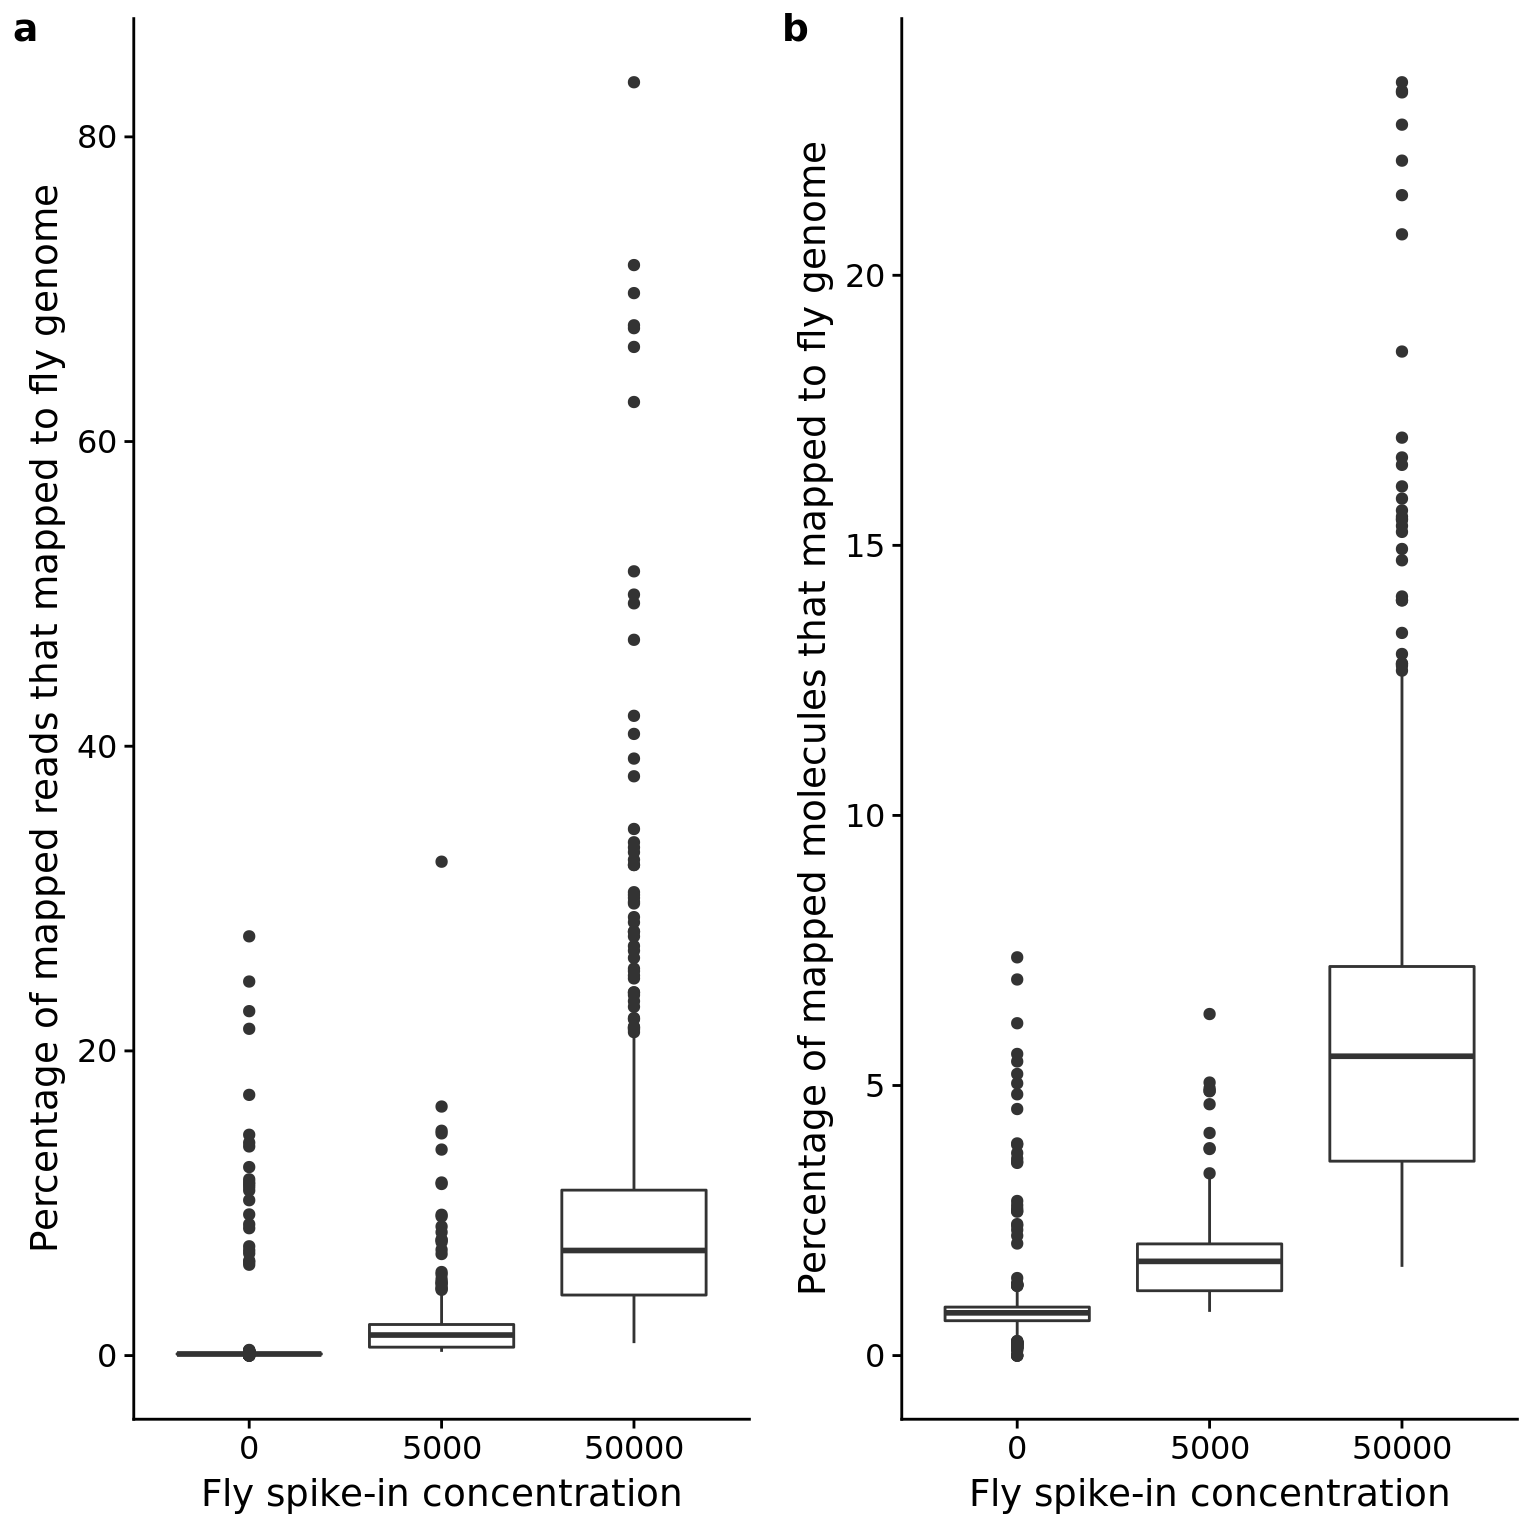 a
Percentage of mapped reads that mapped to fly genome
80
60
40
20
0
0 5000 50000
Fly spike-in concentration
b
Percentage of mapped molecules that mapped to fly genome
20
15
10
5
0
0 5000 50000
Fly spike-in concentration